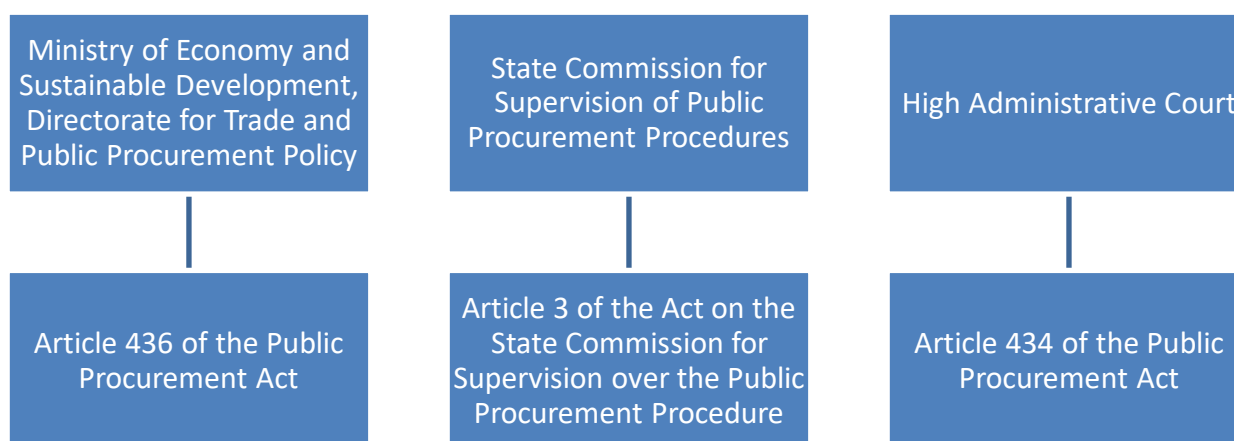 Ministry of Economy and
Sustainable Development,
Directorate for Trade and
Public Procurement Policy
State Commission for
Supervision of Public
Procurement Procedures
High Administrative Court
Article 436 of the Public
Procurement Act
Article 3 of the Act on the
State Commission for
Supervision over the Public
Procurement Procedure
Article 434 of the Public
Procurement Act